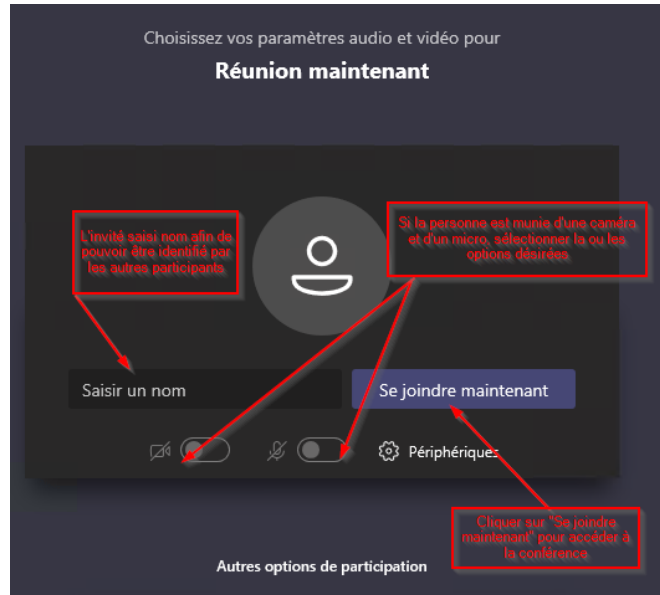 Choisissez vos paramètres audio et vidéo pour
Réunion maintenant
L'invité saisi nom afin de
pouvoir être identifié par
les autres participants
Si la personne est munie d'une caméra
et d'un micro, sélectionner la ou les
options désirées
Saisir un nom
Se joindre maintenant
Périphériques
Cliquer sur "Se joindre
maintenant" pour accéder à
la conférence
Autres options de participation